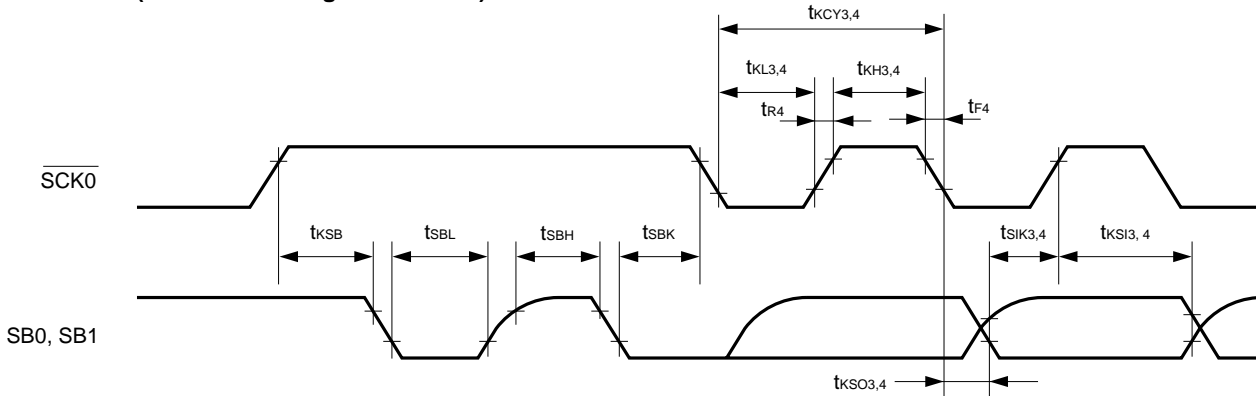 tKCY3,4
tKL3,4
tKH3,4
tR4
tF4
SCK0
tKSB
tSBL
tSBH
tSBK
tSIK3,4
tKSI3, 4
SB0, SB1
tKSO3,4